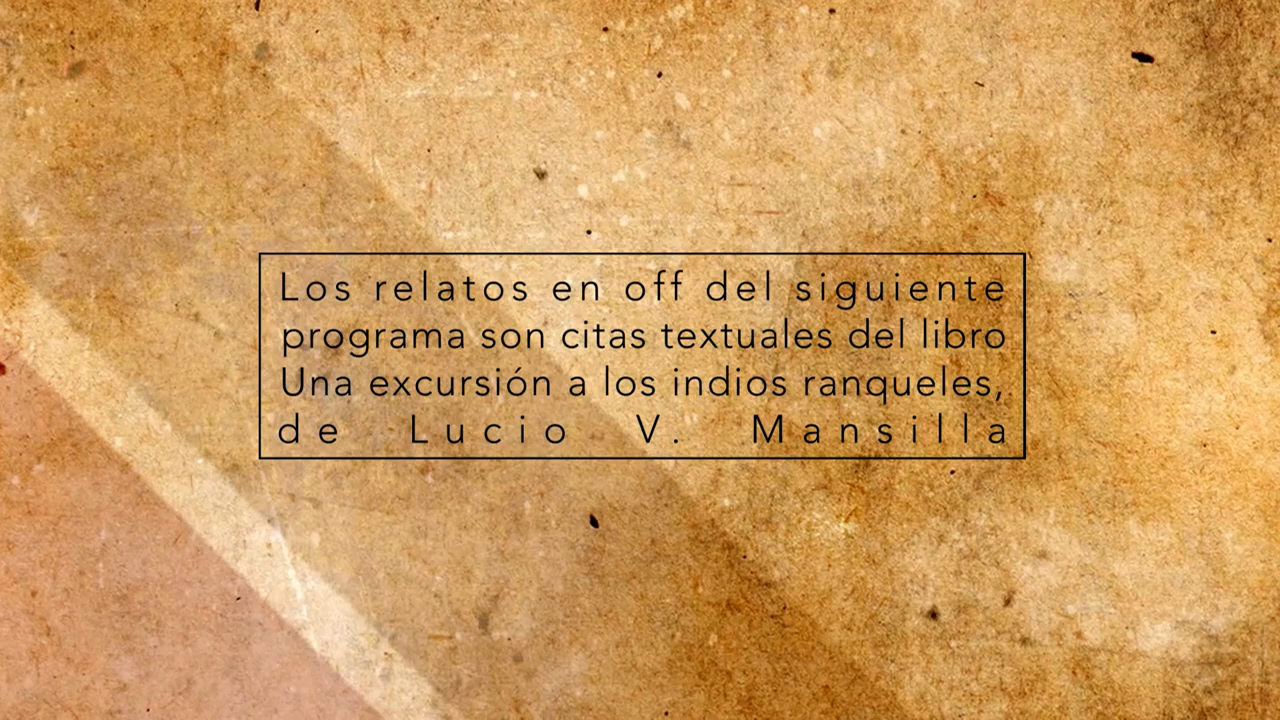 Los relatos en off del siguiente
programa son citas textuales del libro
Una excursión a los indios ranqueles,
de Lucio V. Mansilla